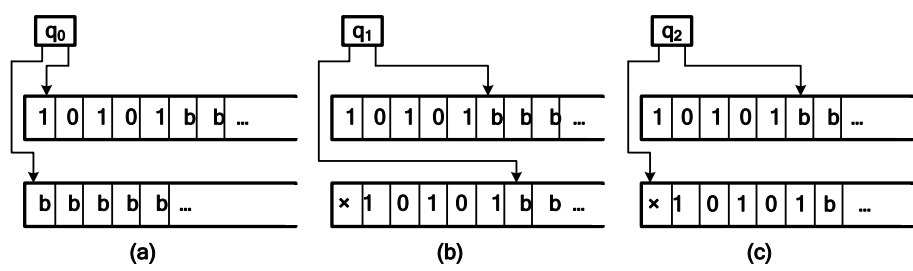 q0 q1 q2
1 0 1 0 1 b b ... 1 0 1 0 1 b b b ... 1 0 1 0 1 b b ...
b b b b b ... × 1 0 1 0 1 b b ... × 1 0 1 0 1 b ...
(a) (b) (c)